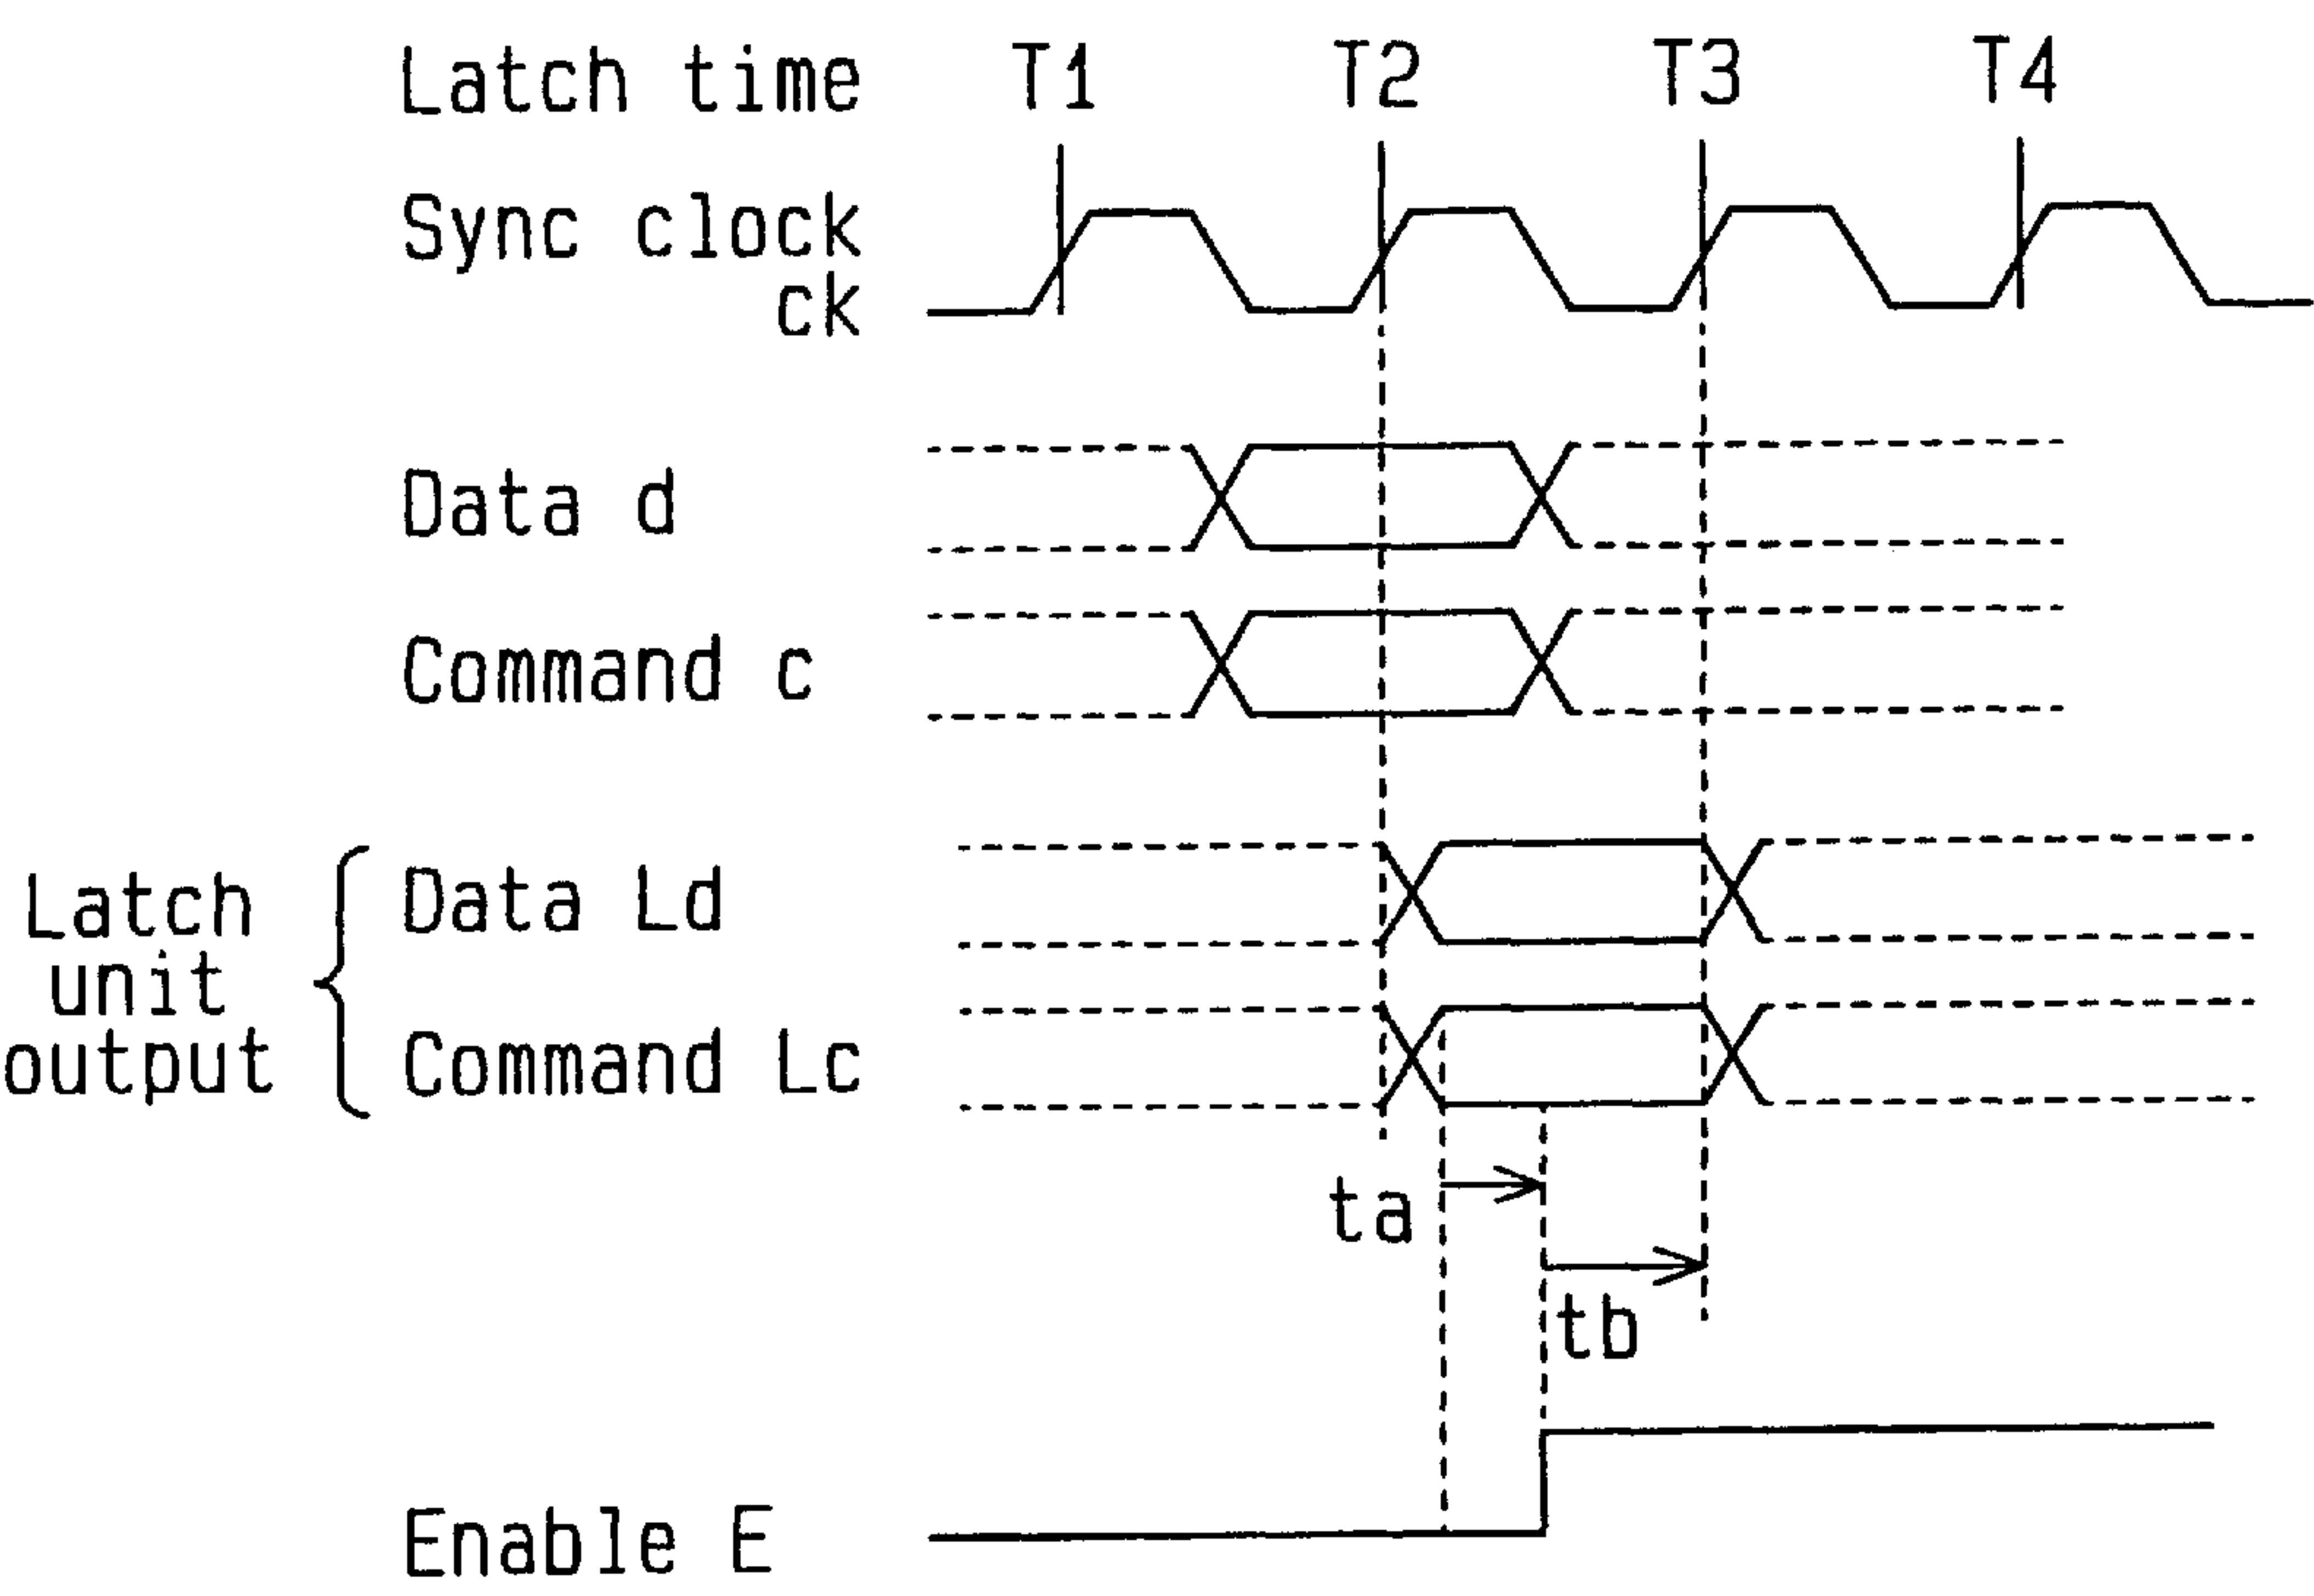 Latch time T1 T2 T3 T4
Sync clock
ck
Data d
Command c
Latch
unit
output
Data Ld
Command Lc
ta
tb
Enable E